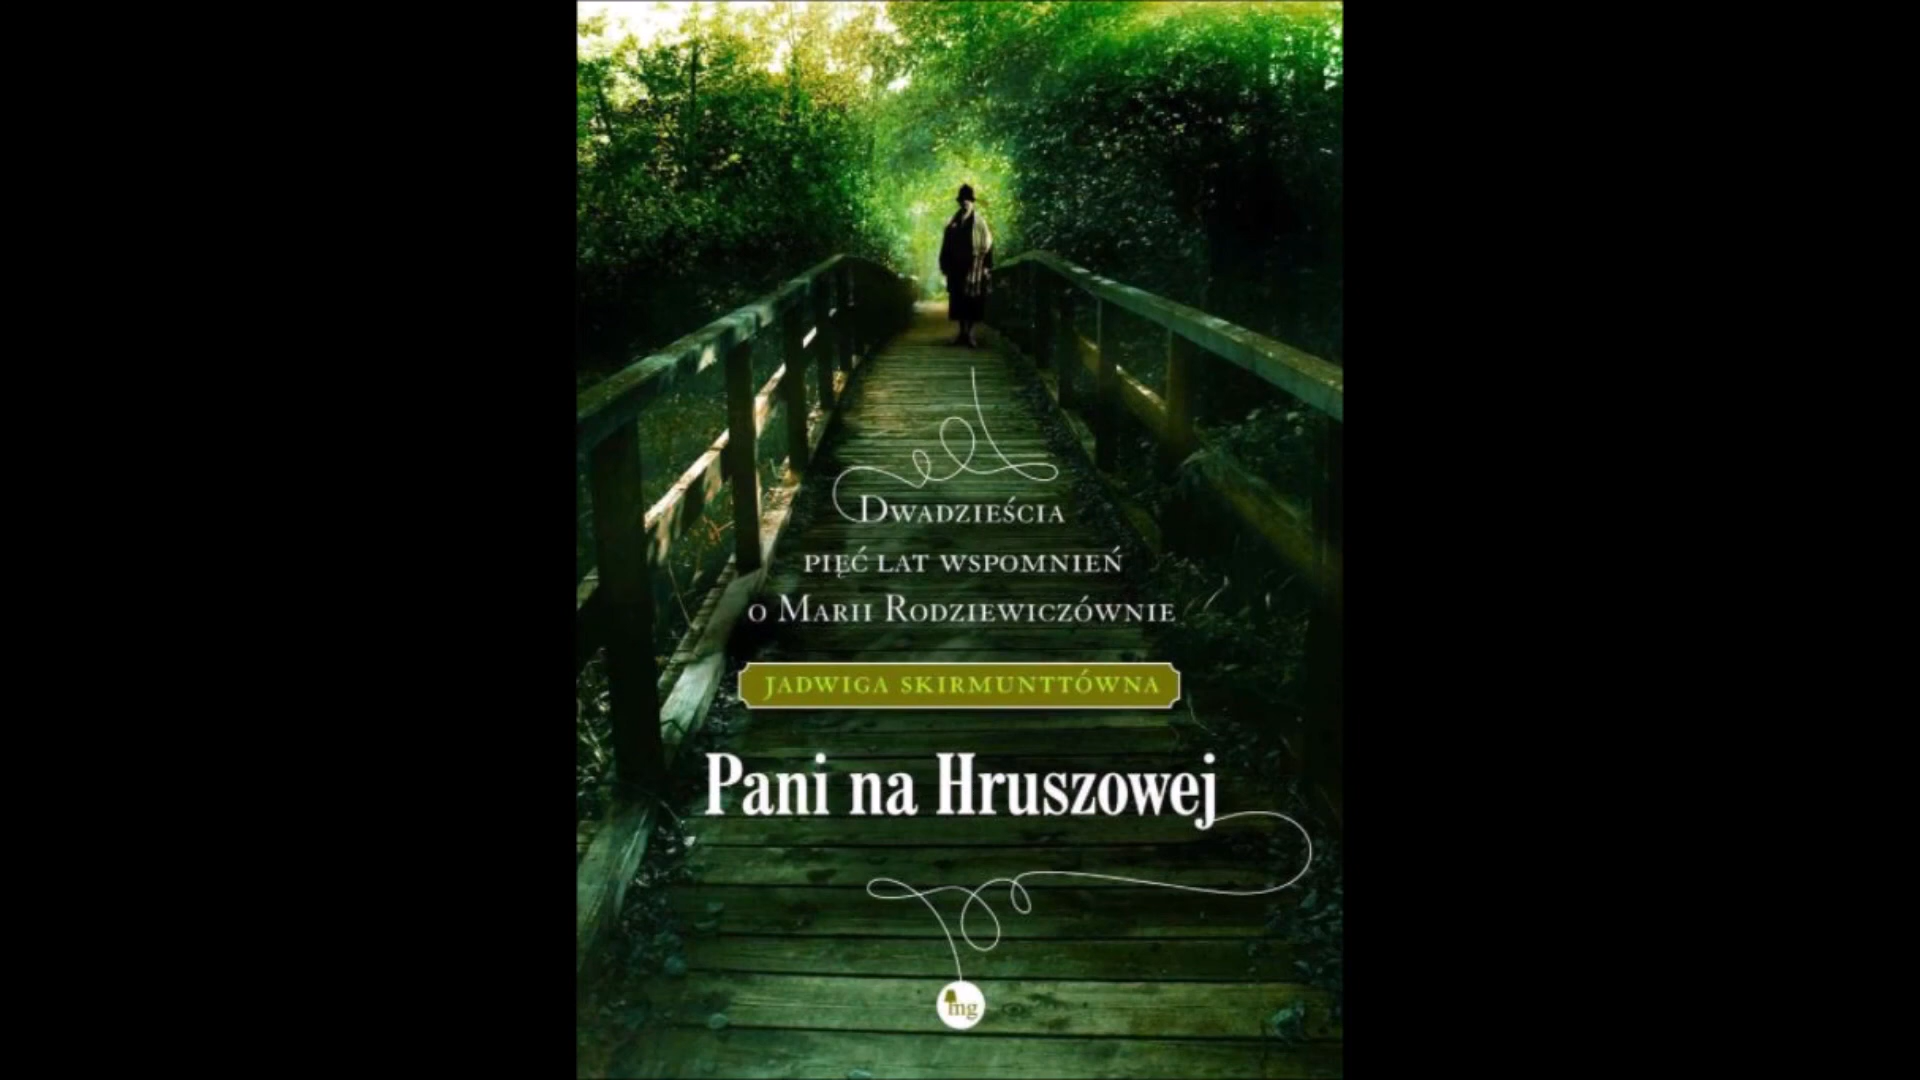 Dwadzieścia
pięć lat wspomnień
o Marii Rodziewiczównie
JADWIGA SKIRMUNTTÓWNA
Pani na Hruszowej
mg